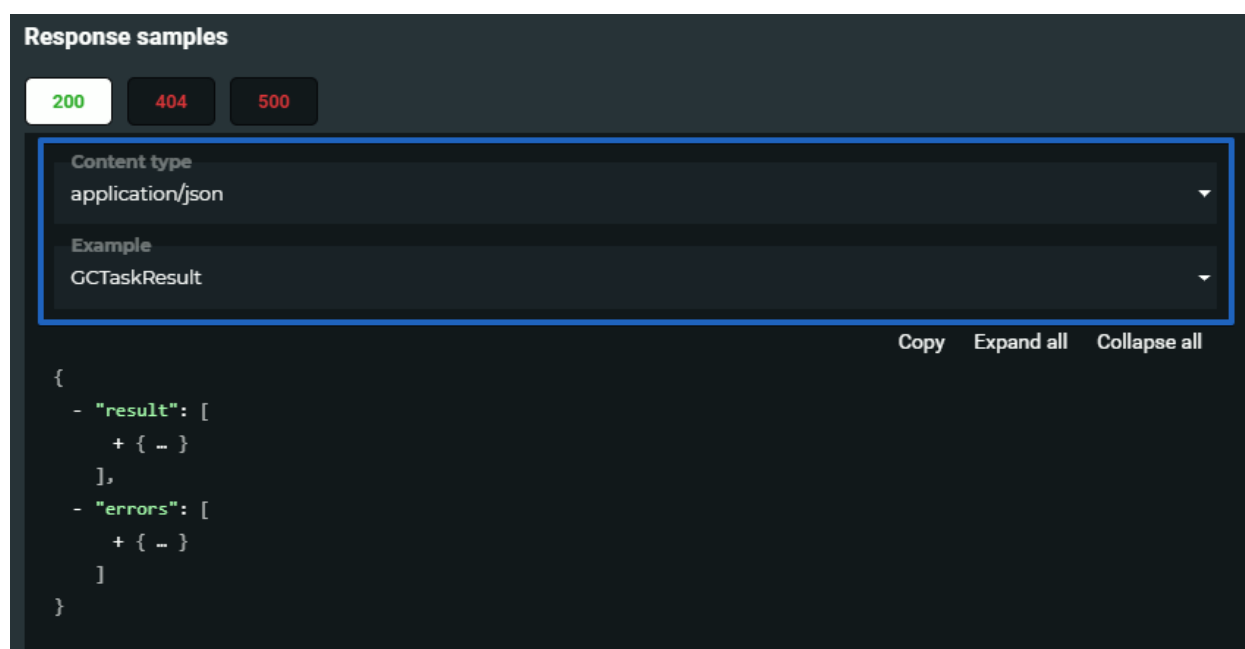 Response samples
200 404 500
Content type
application/json
Example
GCTaskResult
Copy Expand all Collapse all
{
- "result": [
+ { … }
],
- "errors": [
+ { … }
]
}